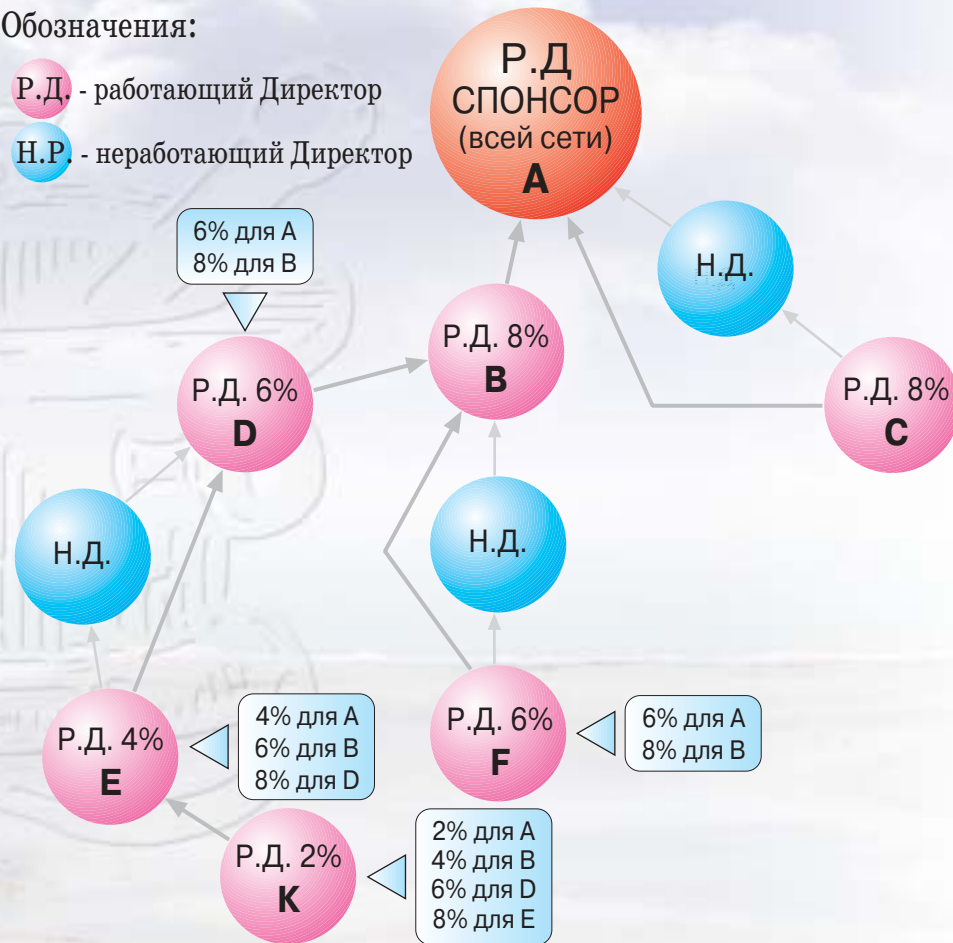 Обозначения:
Р.Д. - работающий Директор
Н.Р. - неработающий Директор
Р.Д
СПОНСОР
(всей сети)
А
6% для А
8% для В
Н.Д.
Р.Д. 8%
В
Р.Д. 6%
D
Р.Д. 8%
С
Н.Д.
Н.Д.
Р.Д. 4%
Е
4% для А
6% для В
8% для D
Р.Д. 6%
F
6% для А
8% для В
Р.Д. 2%
К
2% для А
4% для В
6% для D
8% для Е